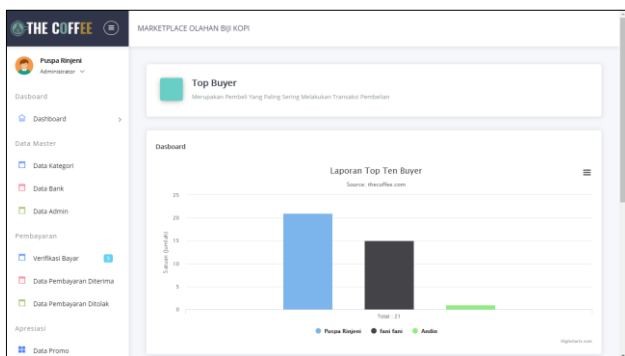 THE COFFEE
MARKETPLACE OLAHAN BIJI KOPI
Puspa Rinjeni
Administrator
Dasboard
Dashboard
Data Master
Data Kategori
Data Bank
Data Admin
Pembayaran
Verifikasi Bayar
Data Pembayaran Diterima
Data Pembayaran Ditolak
Apresiasi
Data Promo
Top Buyer
Merupakan Pembeli Yang Paling Sering Melakukan Transaksi Pembelian
Dasboard
Laporan Top Ten Buyer
Source: thecoffee.com
Satuan (Jumlah)
25
20
15
10
5
0
Total : 21
Puspa Rinjeni fani fani Andin
Highcharts.com